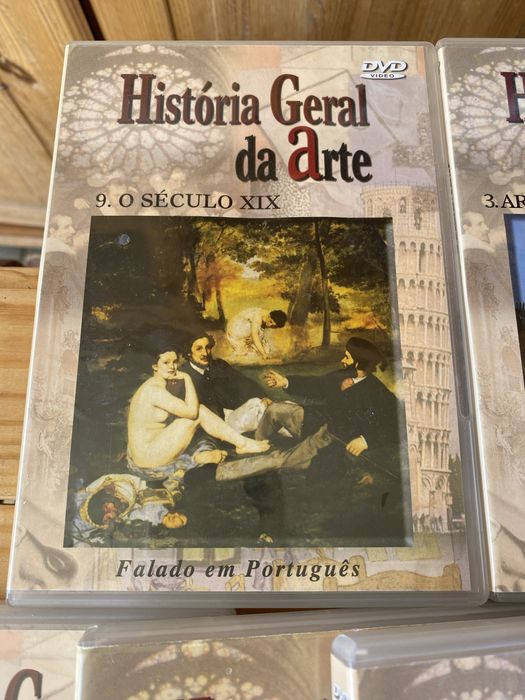 DVD
VIDEO
História Geral
da arte
9. O SÉCULO XIX
Falado em Português
H
3. AR